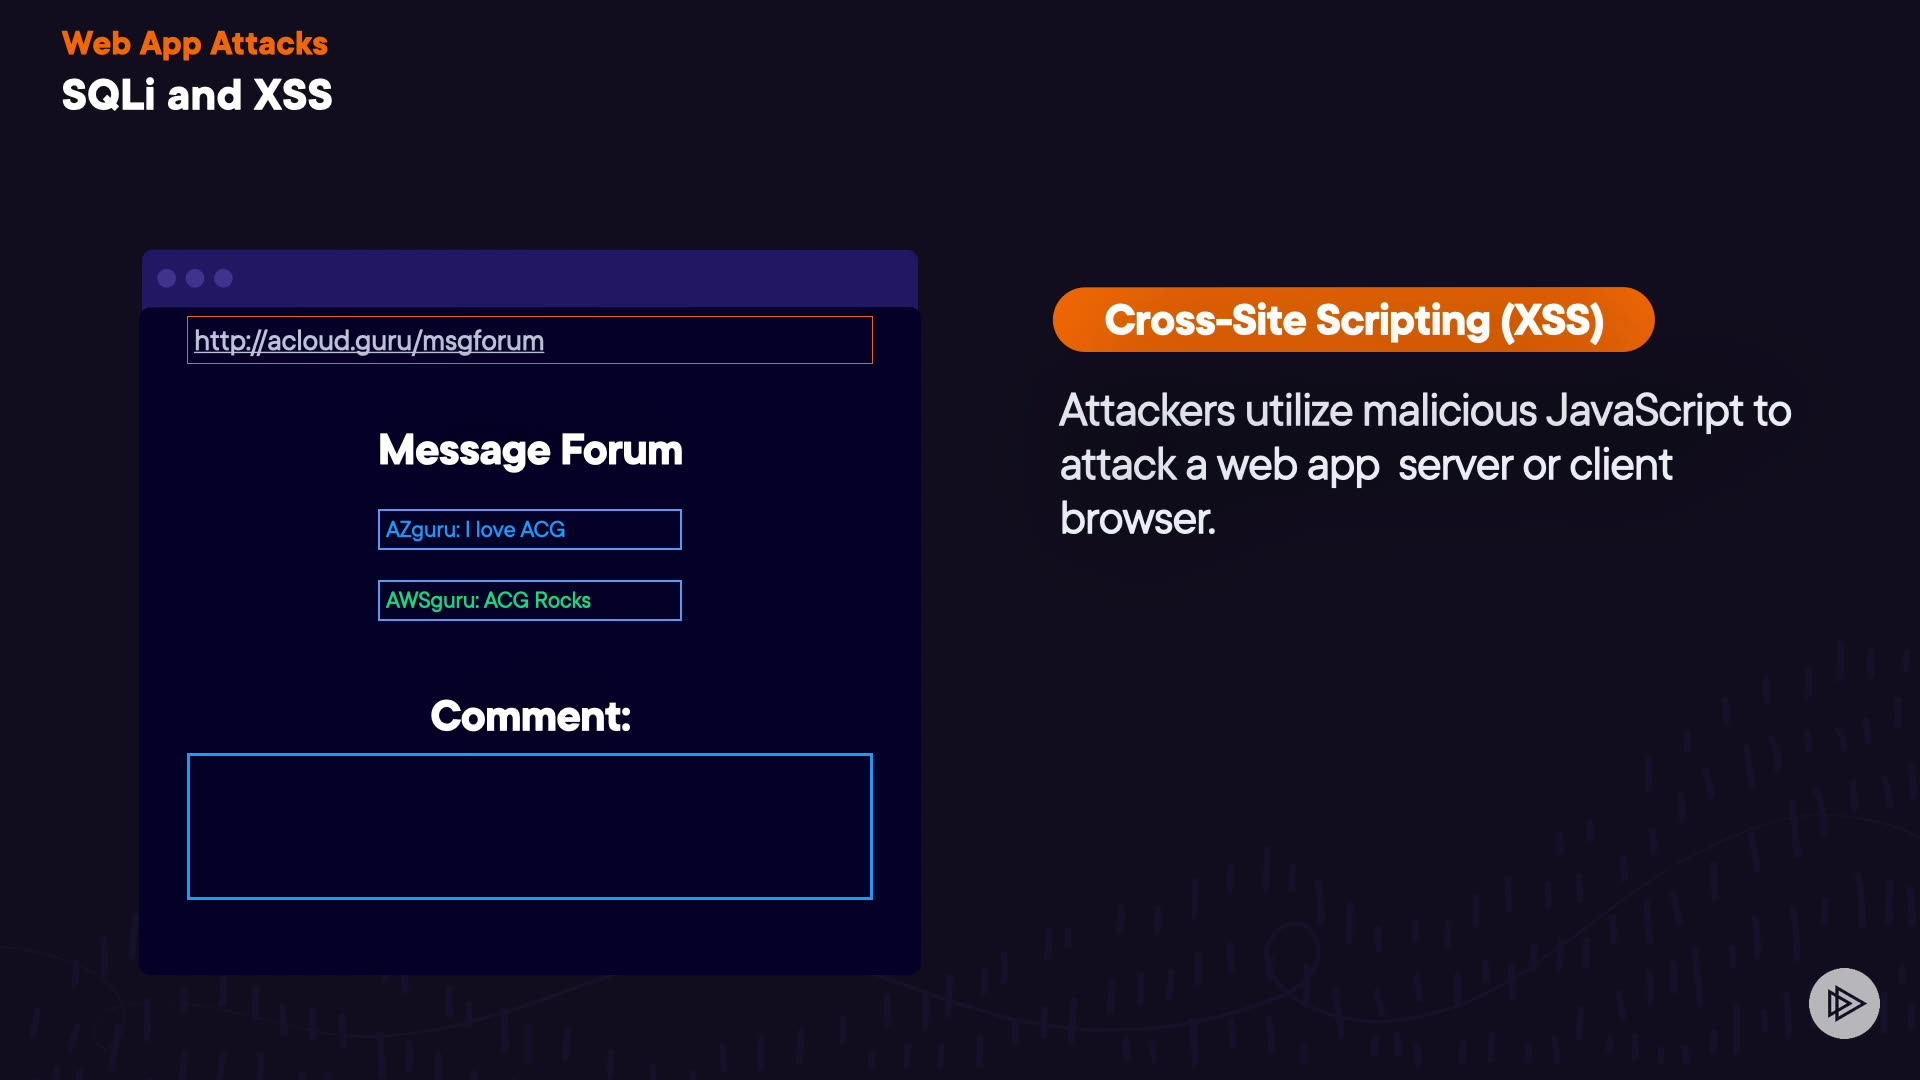 Web App Attacks
SQLi and XSS
http://acloud.guru/msgforum
Message Forum
AZguru: I love ACG
AWSguru: ACG Rocks
Comment:
Cross-Site Scripting (XSS)
Attackers utilize malicious JavaScript to
attack a web app  server or client
browser.